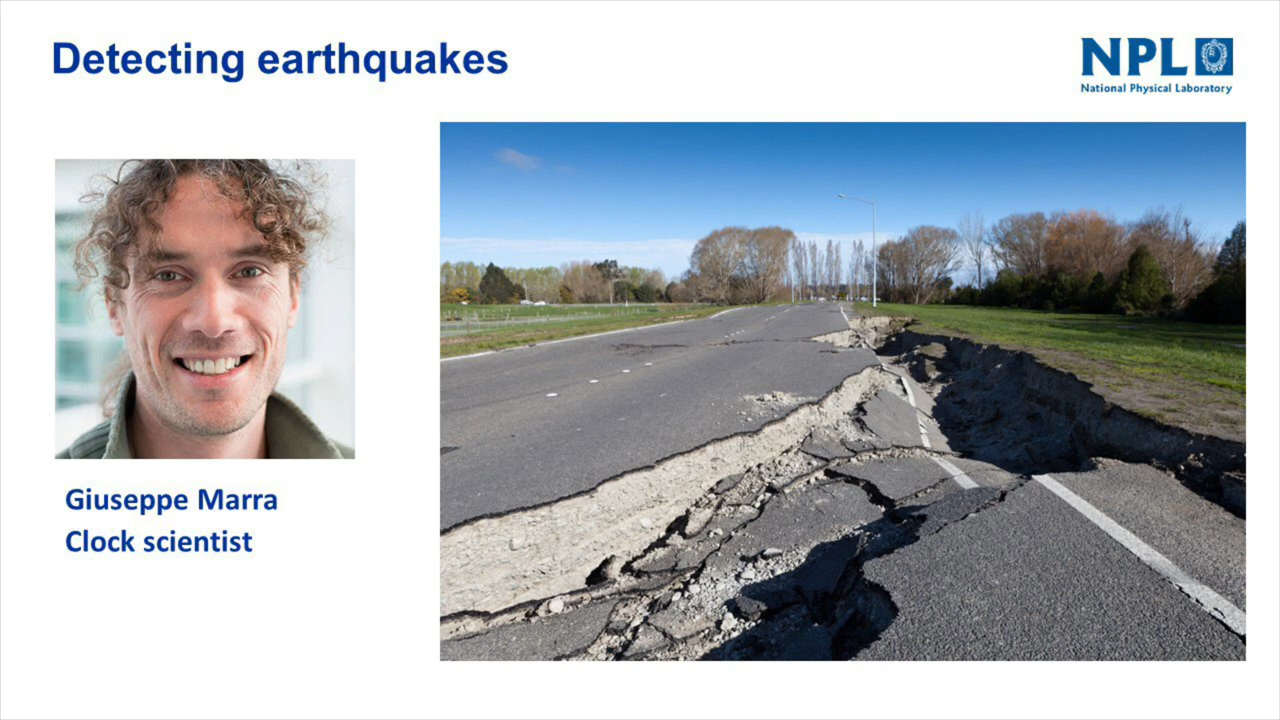 Detecting earthquakes
NPL
National Physical Laboratory
Giuseppe Marra
Clock scientist